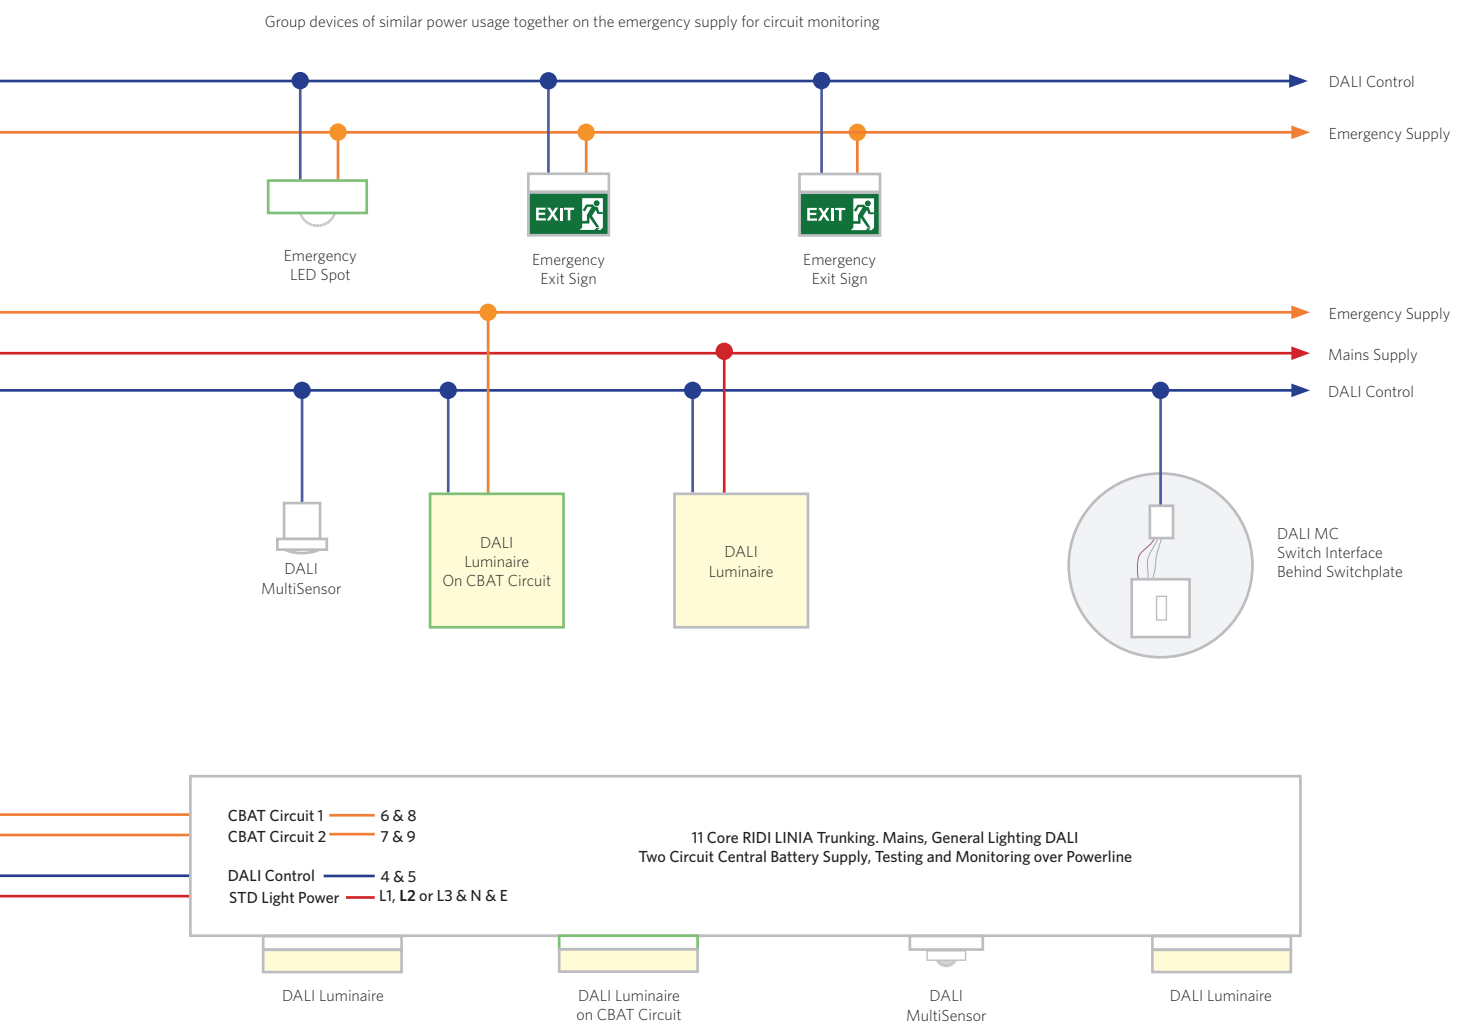 Group devices of similar power usage together on the emergency supply for circuit monitoring
DALI Control
Emergency Supply
EXIT
EXIT
Emergency
LED Spot
Emergency
Exit Sign
Emergency
Exit Sign
Emergency Supply
Mains Supply
DALI Control
DALI
MultiSensor
DALI
Luminaire
On CBAT Circuit
DALI
Luminaire
DALI MC
Switch Interface
Behind Switchplate
CBAT Circuit 1 6 & 8
CBAT Circuit 2 7 & 9
DALI Control 4 & 5
STD Light Power L1, L2 or L3 & N & E
11 Core RIDI LINIA Trunking. Mains, General Lighting DALI
Two Circuit Central Battery Supply, Testing and Monitoring over Powerline
DALI Luminaire
DALI Luminaire
on CBAT Circuit
DALI
MultiSensor
DALI Luminaire